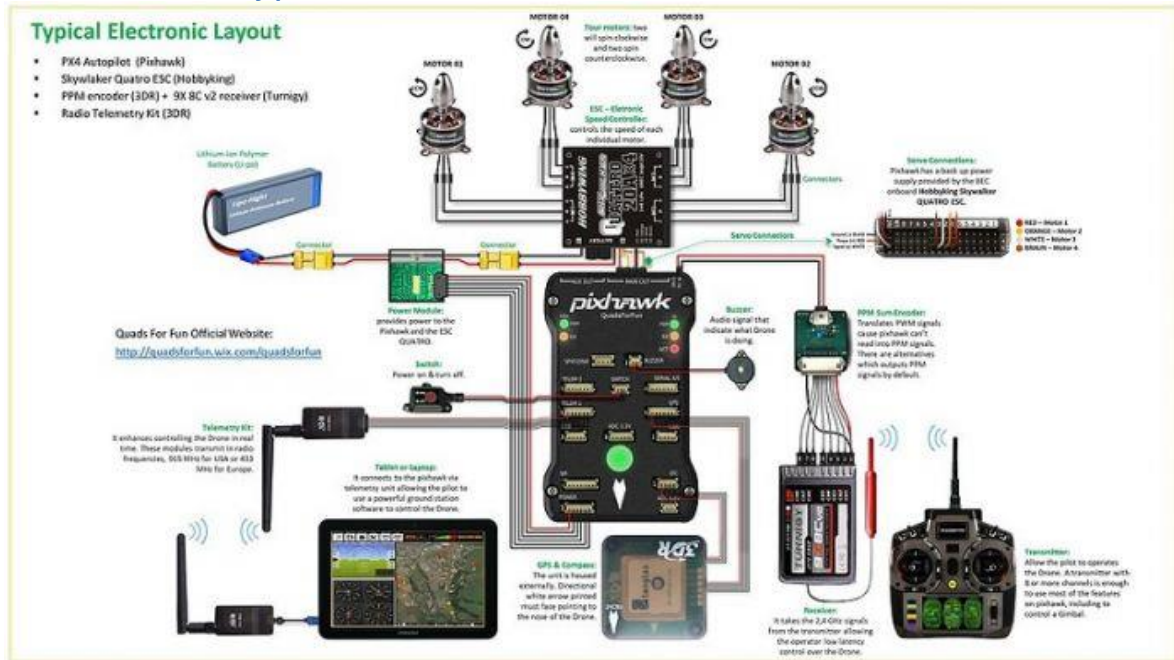 Typical Electronic Layout
PX4 Autopilot (Pixhawk)
Skywlaker Quatro ESC (Hobbyking)
PPM encoder (3DR) + 9X 8C v2 receiver (Turnigy)
Radio Telemetry Kit (3DR)
MOTOR 04
MOTOR 03
Four motors: two
will spin clockwise
and two spin
counterclockwise.
MOTOR 01
MOTOR 02
ESC – Eletronic
Speed Controller:
controls the speed of each
individual motor.
Lithium Ion Polymer
Connectors
Servo Connections:
Pixhawk has a back up power
supply provided by the BEC
onboard Hobbyking Skywalker
QUATRO ESC.
RED – Motor 1
ORANGE – Motor 2
WHITE – Motor 3
BRAUN – Motor 4
Connector
Connector
Servo Connectors
HOBBYWING
QUATTRO
pixhawk
QuadsForFun
Power Module:
provides power to the
Pixhawk and the ESC
QUATRO.
Buzzer:
Audio signal that
indicate what Drone
is doing.
PPM Sum Encoder:
Translates PWM signals
cause pixhawk can't
read into PPM signals.
There are alternatives
which outputs PPM
signals by default.
Quads For Fun Official Website:
http://quadsforfun.wix.com/quadsforfun
Switch:
Power on & turn off.
BUZZER
SWITCH
GPS
Telemetry Kit:
It enhances controlling the Drone in real
time. These modules transmit in radio
frequencies, 915 MHz for USA or 433
MHz for Europe.
Tablet or Laptop:
It connects to the pixhawk via
telemetry unit allowing the pilot to
use a powerful ground station
software to control the Drone.
POWER
3DR
GPS & Compass:
The unit is housed
externally. Directional
white arrow printed
must face pointing to
the nose of the Drone.
TURNIGY
9X8Cv2
Receiver:
It takes the 2,4 GHz signals
from the transmitter allowing
the operator low latency
control over the Drone.
Transmitter:
Allow the pilot to operates
the Drone. A transmitter with
8 or more channels is enough
to use most of the features
on pixhawk, including to
control a Gimbal.